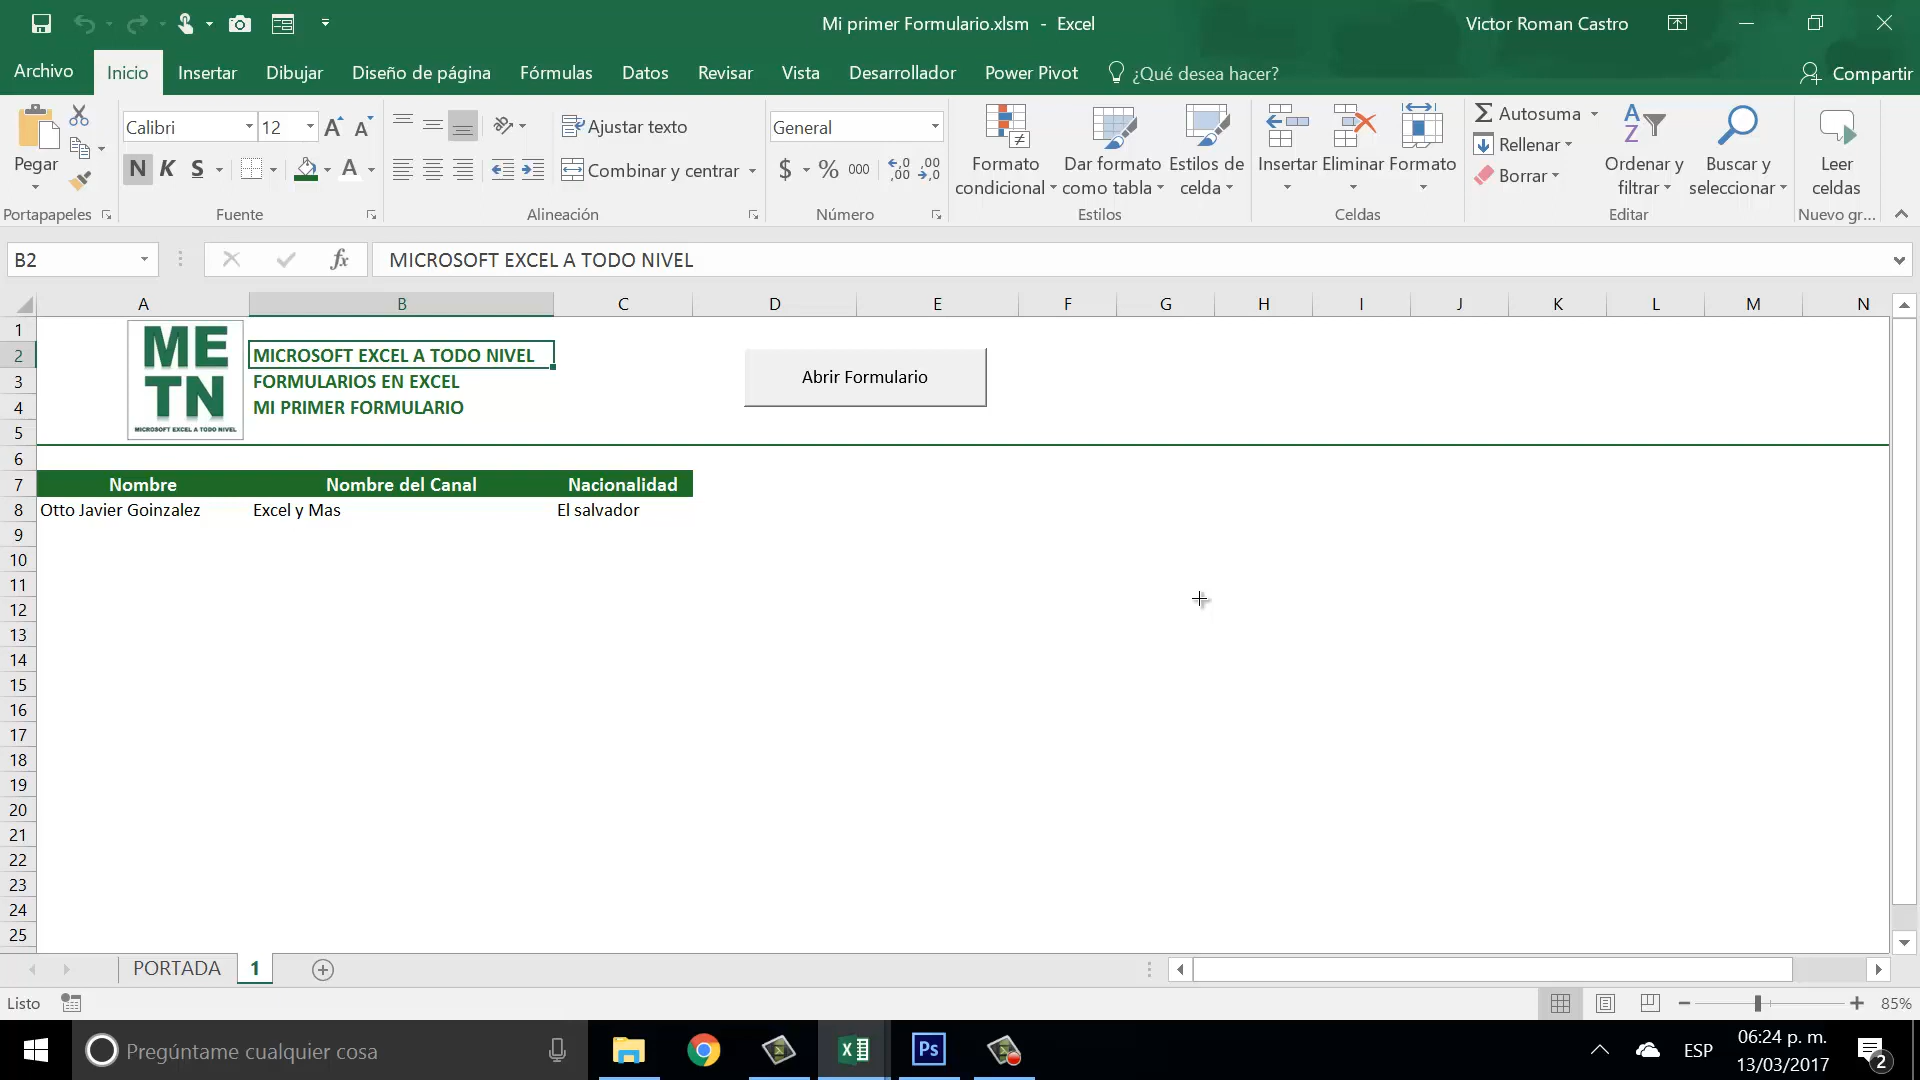 Mi primer Formulario.xlsm - Excel
Victor Roman Castro
Archivo Inicio Insertar Dibujar Diseño de página Fórmulas Datos Revisar Vista Desarrollador Power Pivot ¿Qué desea hacer? Compartir
Pegar
Portapapeles
Calibri 12
N K S
Fuente
Ajustar texto
Combinar y centrar
Alineación
General
$ % 000
Número
Formato condicional
Dar formato como tabla
Estilos de celda
Estilos
Insertar Eliminar Formato
Celdas
Autosuma
Rellenar
Borrar
Ordenar y filtrar
Buscar y seleccionar
Editar
Leer celdas
Nuevo gr...
B2 fx MICROSOFT EXCEL A TODO NIVEL
A B C D E F G H I J K L M N
1
2
3
4
5
6
7
8
9
10
11
12
13
14
15
16
17
18
19
20
21
22
23
24
25
ME
TN
MICROSOFT EXCEL A TODO NIVEL
MICROSOFT EXCEL A TODO NIVEL
FORMULARIOS EN EXCEL
MI PRIMER FORMULARIO
Abrir Formulario
Nombre Nombre del Canal Nacionalidad
Otto Javier Goinzalez Excel y Mas El salvador
PORTADA 1
Listo
85%
Pregúntame cualquier cosa
Ps
ESP
06:24 p. m.
13/03/2017
2